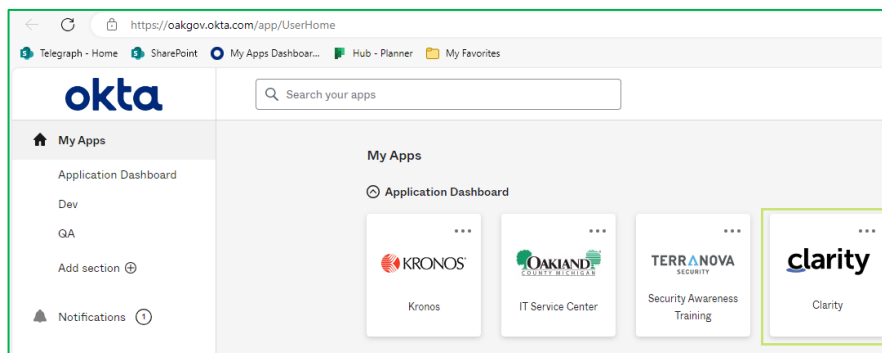 https://oakgov.okta.com/app/UserHome
Telegraph - Home SharePoint My Apps Dashboar... Hub - Planner My Favorites
okta
Search your apps
My Apps
Application Dashboard
Dev
QA
Add section
Notifications 1
My Apps
Application Dashboard
KRONOS
Kronos
OAKLAND
COUNTY MICHIGAN
IT Service Center
TERRANOVA
SECURITY
Security Awareness
Training
clarity
Clarity